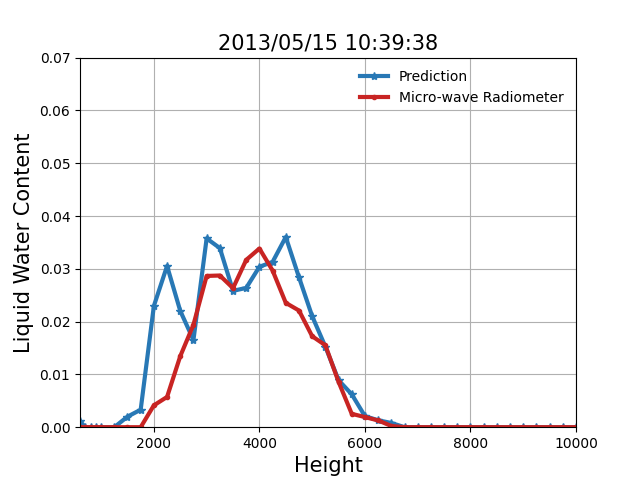 2013/05/15 10:39:38
Prediction
Micro-wave Radiometer
Liquid Water Content
0.07
0.06
0.05
0.04
0.03
0.02
0.01
0.00
2000 4000 6000 8000 10000
Height